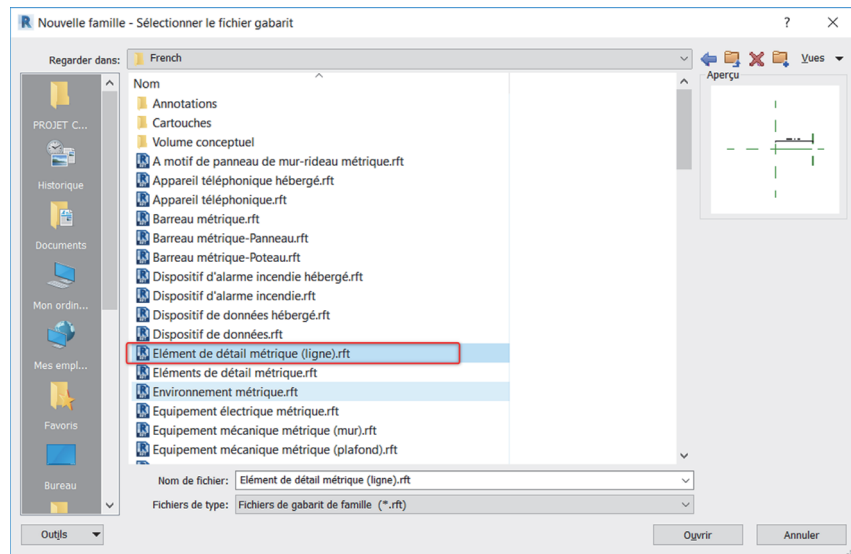 Nouvelle famille - Sélectionner le fichier gabarit
Regarder dans:
French
Vues
PROJET C...
Historique
Documents
Mon ordin...
Mes empl...
Favoris
Bureau
Nom
Annotations
Cartouches
Volume conceptuel
A motif de panneau de mur-rideau métrique.rft
Appareil téléphonique hébergé.rft
Appareil téléphonique.rft
Barreau métrique.rft
Barreau métrique-Panneau.rft
Barreau métrique-Poteau.rft
Dispositif d'alarme incendie hébergé.rft
Dispositif d'alarme incendie.rft
Dispositif de données hébergé.rft
Dispositif de données.rft
Elément de détail métrique (ligne).rft
Eléments de détail métrique.rft
Environnement métrique.rft
Equipement électrique métrique.rft
Equipement mécanique métrique (mur).rft
Equipement mécanique métrique (plafond).rft
Aperçu
Nom de fichier: Elément de détail métrique (ligne).rft
Fichiers de type: Fichiers de gabarit de famille (*.rft)
Outils
Ouvrir
Annuler